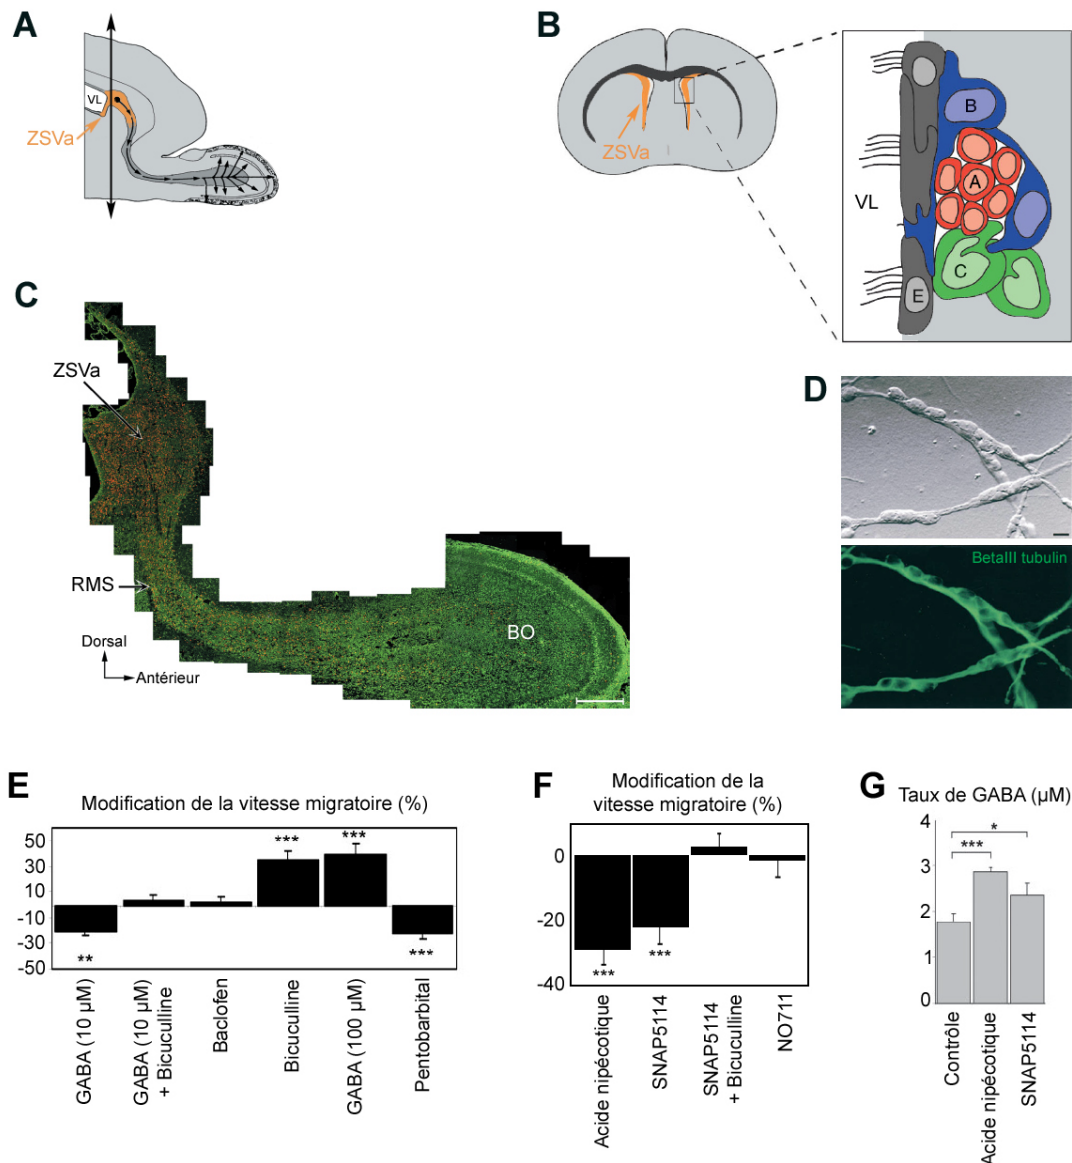 A
VL
ZSVa
B
ZSVa
VL
B
A
C
E
C
ZSVa
RMS
BO
Dorsal
Antérieur
D
BetaIII tubulin
E
Modification de la vitesse migratoire (%)
50
30
10
-10
-30
-50
**
***
***
***
GABA (10 µM)
GABA (10 µM)
+ Bicuculline
Baclofen
Bicuculline
GABA (100 µM)
Pentobarbital
F
Modification de la
vitesse migratoire (%)
0
-20
-40
***
***
Acide nipécotique
SNAP5114
SNAP5114
+ Bicuculline
NO711
G
Taux de GABA (µM)
4
3
2
1
0
*
***
Contrôle
Acide nipécotique
SNAP5114